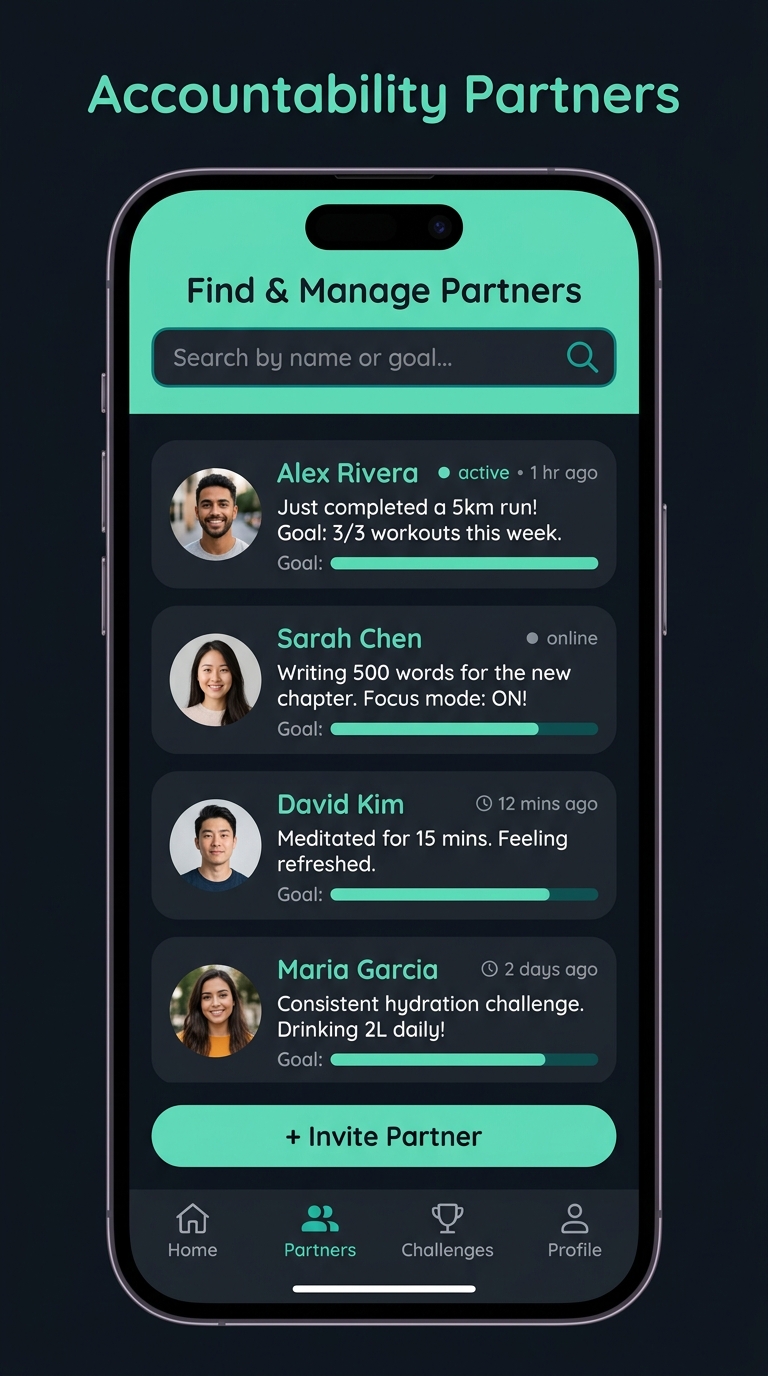 Accountability Partners
Find & Manage Partners
Search by name or goal...
Alex Rivera ● active • 1 hr ago
Just completed a 5km run!
Goal: 3/3 workouts this week.
Goal:
Sarah Chen ● online
Writing 500 words for the new
chapter. Focus mode: ON!
Goal:
David Kim 12 mins ago
Meditated for 15 mins. Feeling
refreshed.
Goal:
Maria Garcia 2 days ago
Consistent hydration challenge.
Drinking 2L daily!
Goal:
+ Invite Partner
Home Partners Challenges Profile